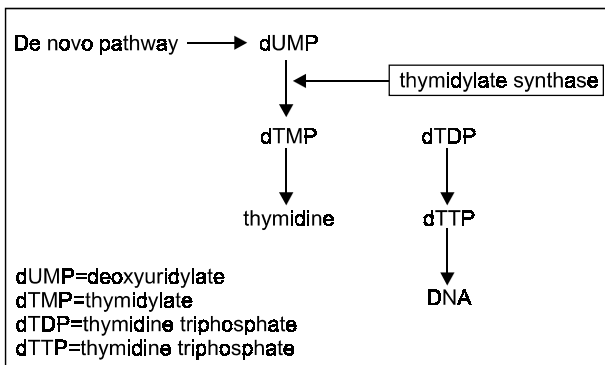 De novo pathway dUMP
thymidylate synthase
dTMP dTDP
thymidine dTTP
dUMP=deoxyuridylate
dTMP=thymidylate DNA
dTDP=thymidine triphosphate
dTTP=thymidine triphosphate